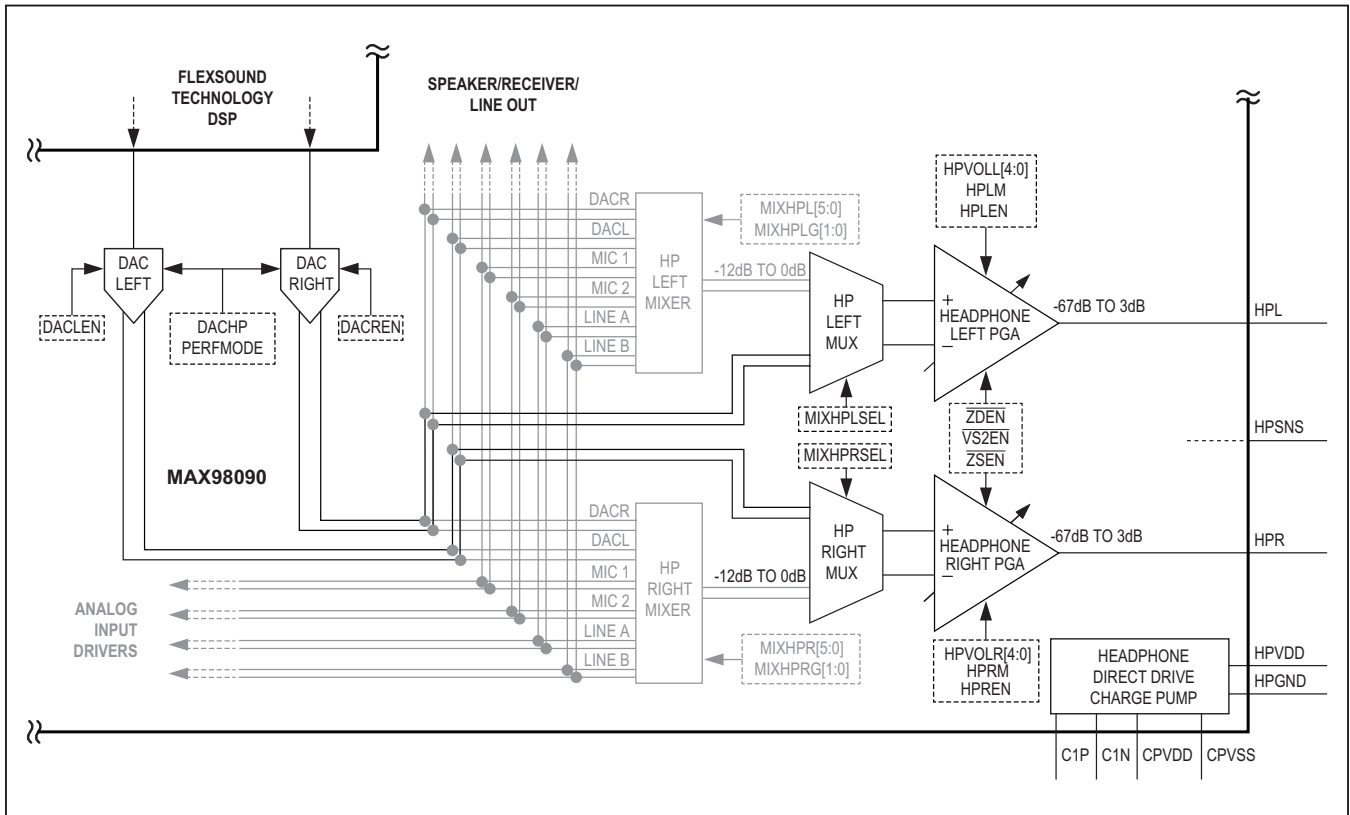 FLEXSOUND
TECHNOLOGY
DSP
SPEAKER/RECEIVER/
LINE OUT
DAC
LEFT
DAC
RIGHT
DACLEN
DACHP
PERFMODE
DACREN
MAX98090
DACR
DACL
MIC 1
MIC 2
LINE A
LINE B
HP
LEFT
MIXER
MIXHPL[5:0]
MIXHPLG[1:0]
-12dB TO 0dB
HP
LEFT
MUX
MIXHPLSEL
HPVOLL[4:0]
HPLM
HPLEN
+
HEADPHONE
LEFT PGA
–
-67dB TO 3dB
HPL
ZDEN
VS2EN
ZSEN
HPSNS
MIXHPRSEL
DACR
DACL
MIC 1
MIC 2
LINE A
LINE B
HP
RIGHT
MIXER
-12dB TO 0dB
MIXHPR[5:0]
MIXHPRG[1:0]
HP
RIGHT
MUX
+
HEADPHONE
RIGHT PGA
–
-67dB TO 3dB
HPR
HPVOLR[4:0]
HPRM
HPREN
ANALOG
INPUT
DRIVERS
HEADPHONE
DIRECT DRIVE
CHARGE PUMP
HPVDD
HPGND
C1P
C1N
CPVDD
CPVSS